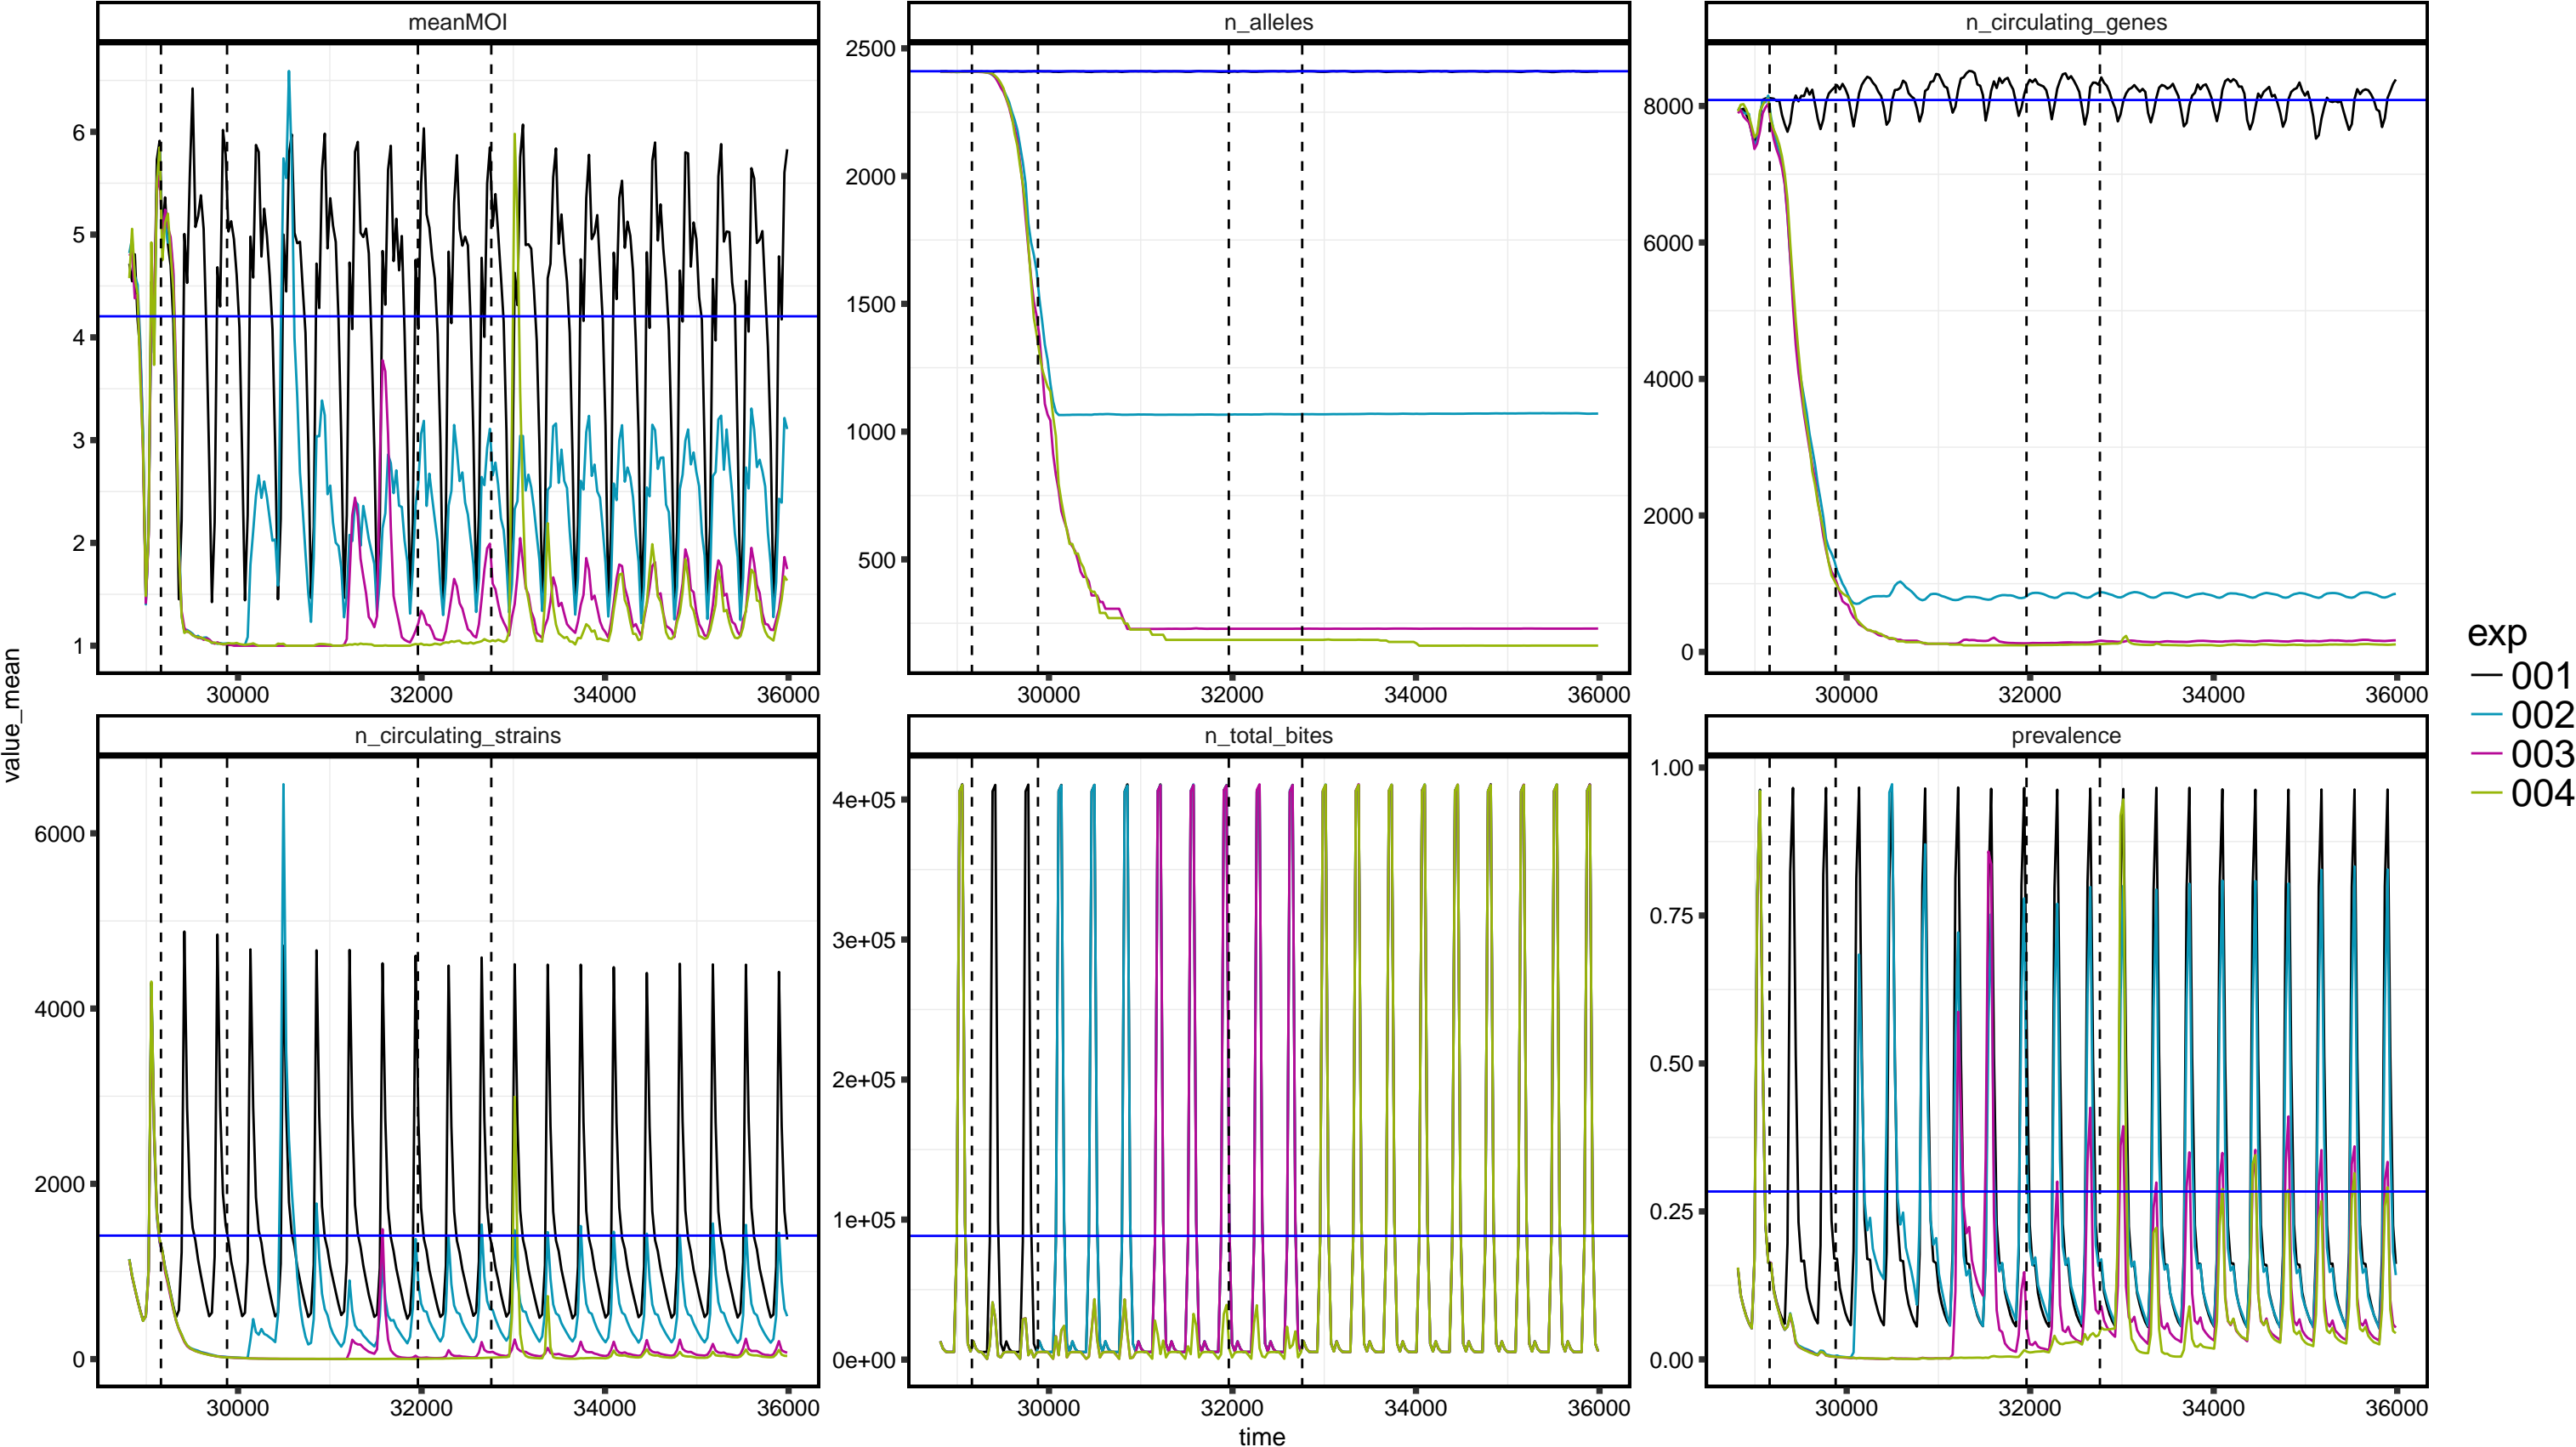 meanMOI
n_alleles
n_circulating_genes
6
5
4
3
2
1
2500
2000
1500
1000
500
8000
6000
4000
2000
0
30000 32000 34000 36000
30000 32000 34000 36000
30000 32000 34000 36000
value_mean
n_circulating_strains
n_total_bites
prevalence
6000
4000
2000
0
4e+05
3e+05
2e+05
1e+05
0e+00
1.00
0.75
0.50
0.25
0.00
30000 32000 34000 36000
30000 32000 34000 36000
30000 32000 34000 36000
time
exp
001
002
003
004